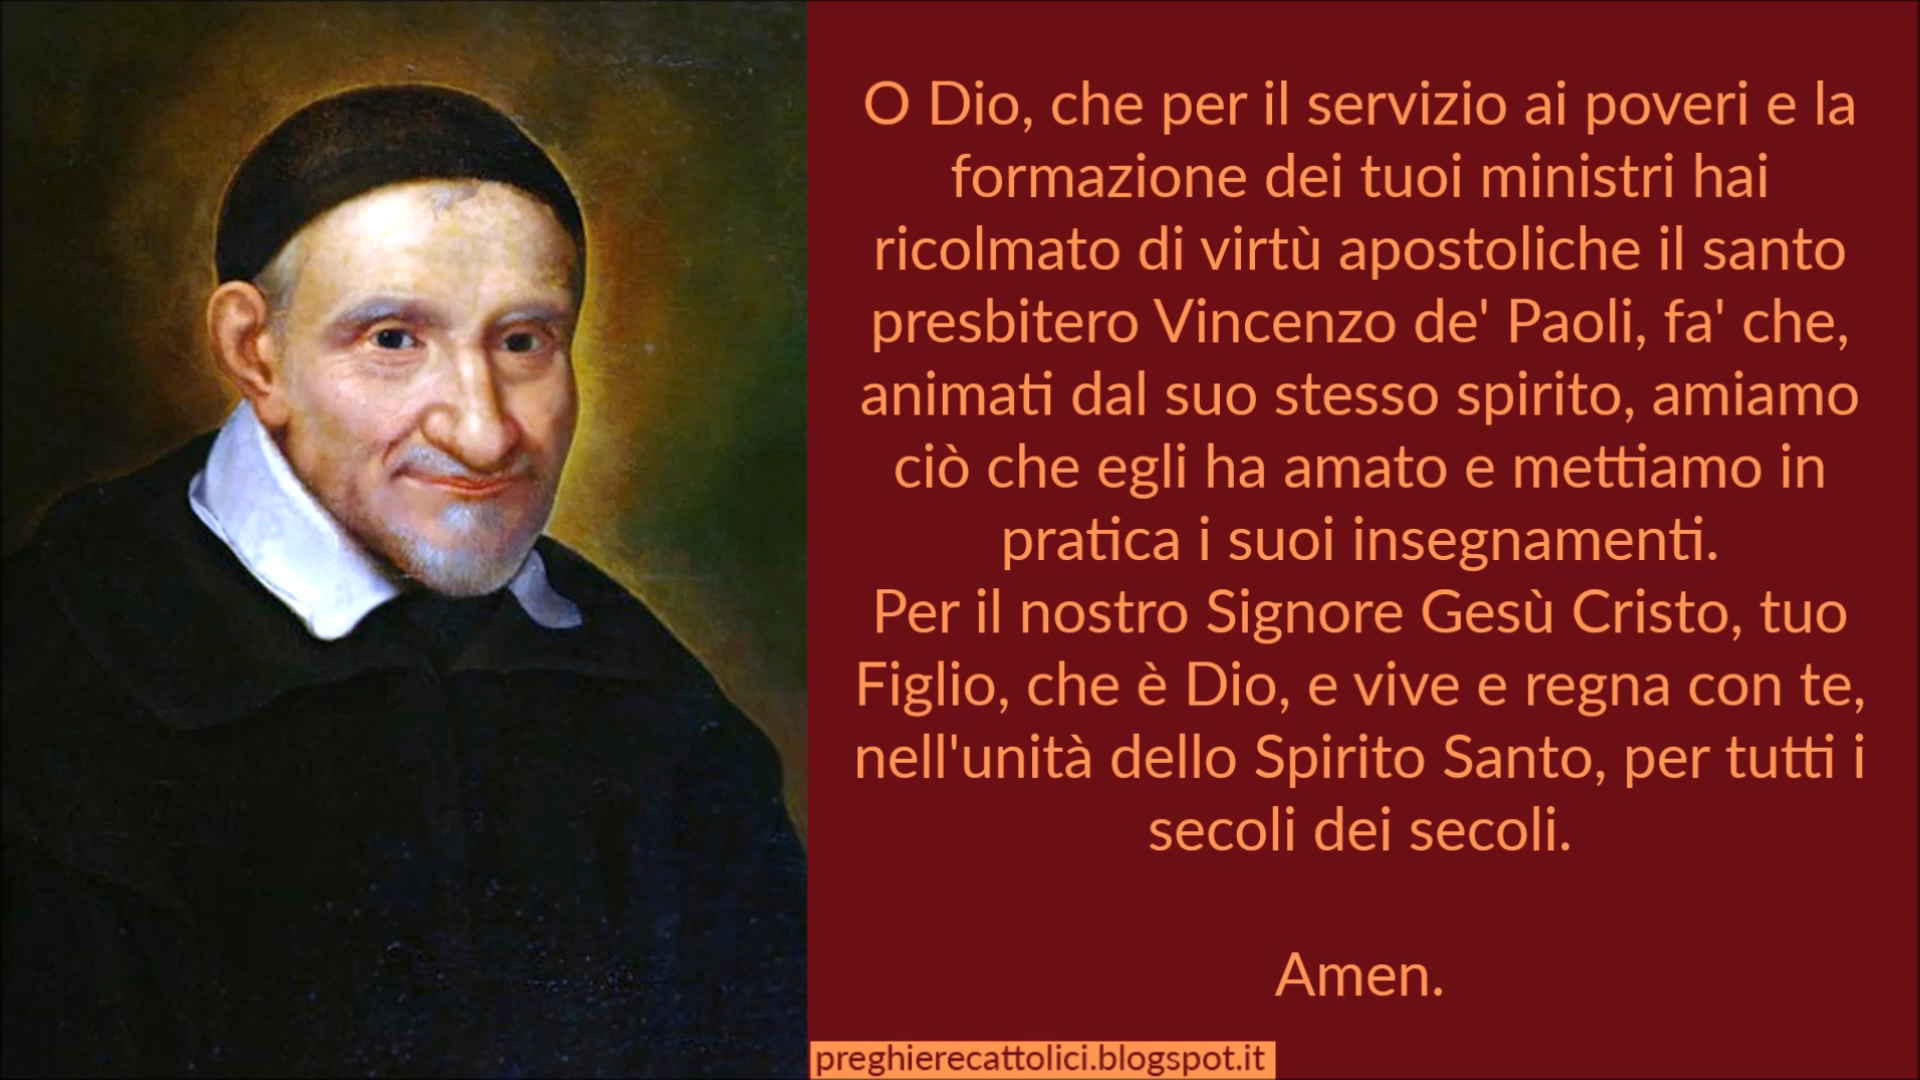 O Dio, che per il servizio ai poveri e la
formazione dei tuoi ministri hai
ricolmato di virtù apostoliche il santo
presbitero Vincenzo de' Paoli, fa' che,
animati dal suo stesso spirito, amiamo
ciò che egli ha amato e mettiamo in
pratica i suoi insegnamenti.
Per il nostro Signore Gesù Cristo, tuo
Figlio, che è Dio, e vive e regna con te,
nell'unità dello Spirito Santo, per tutti i
secoli dei secoli.
Amen.
preghierecattolici.blogspot.it